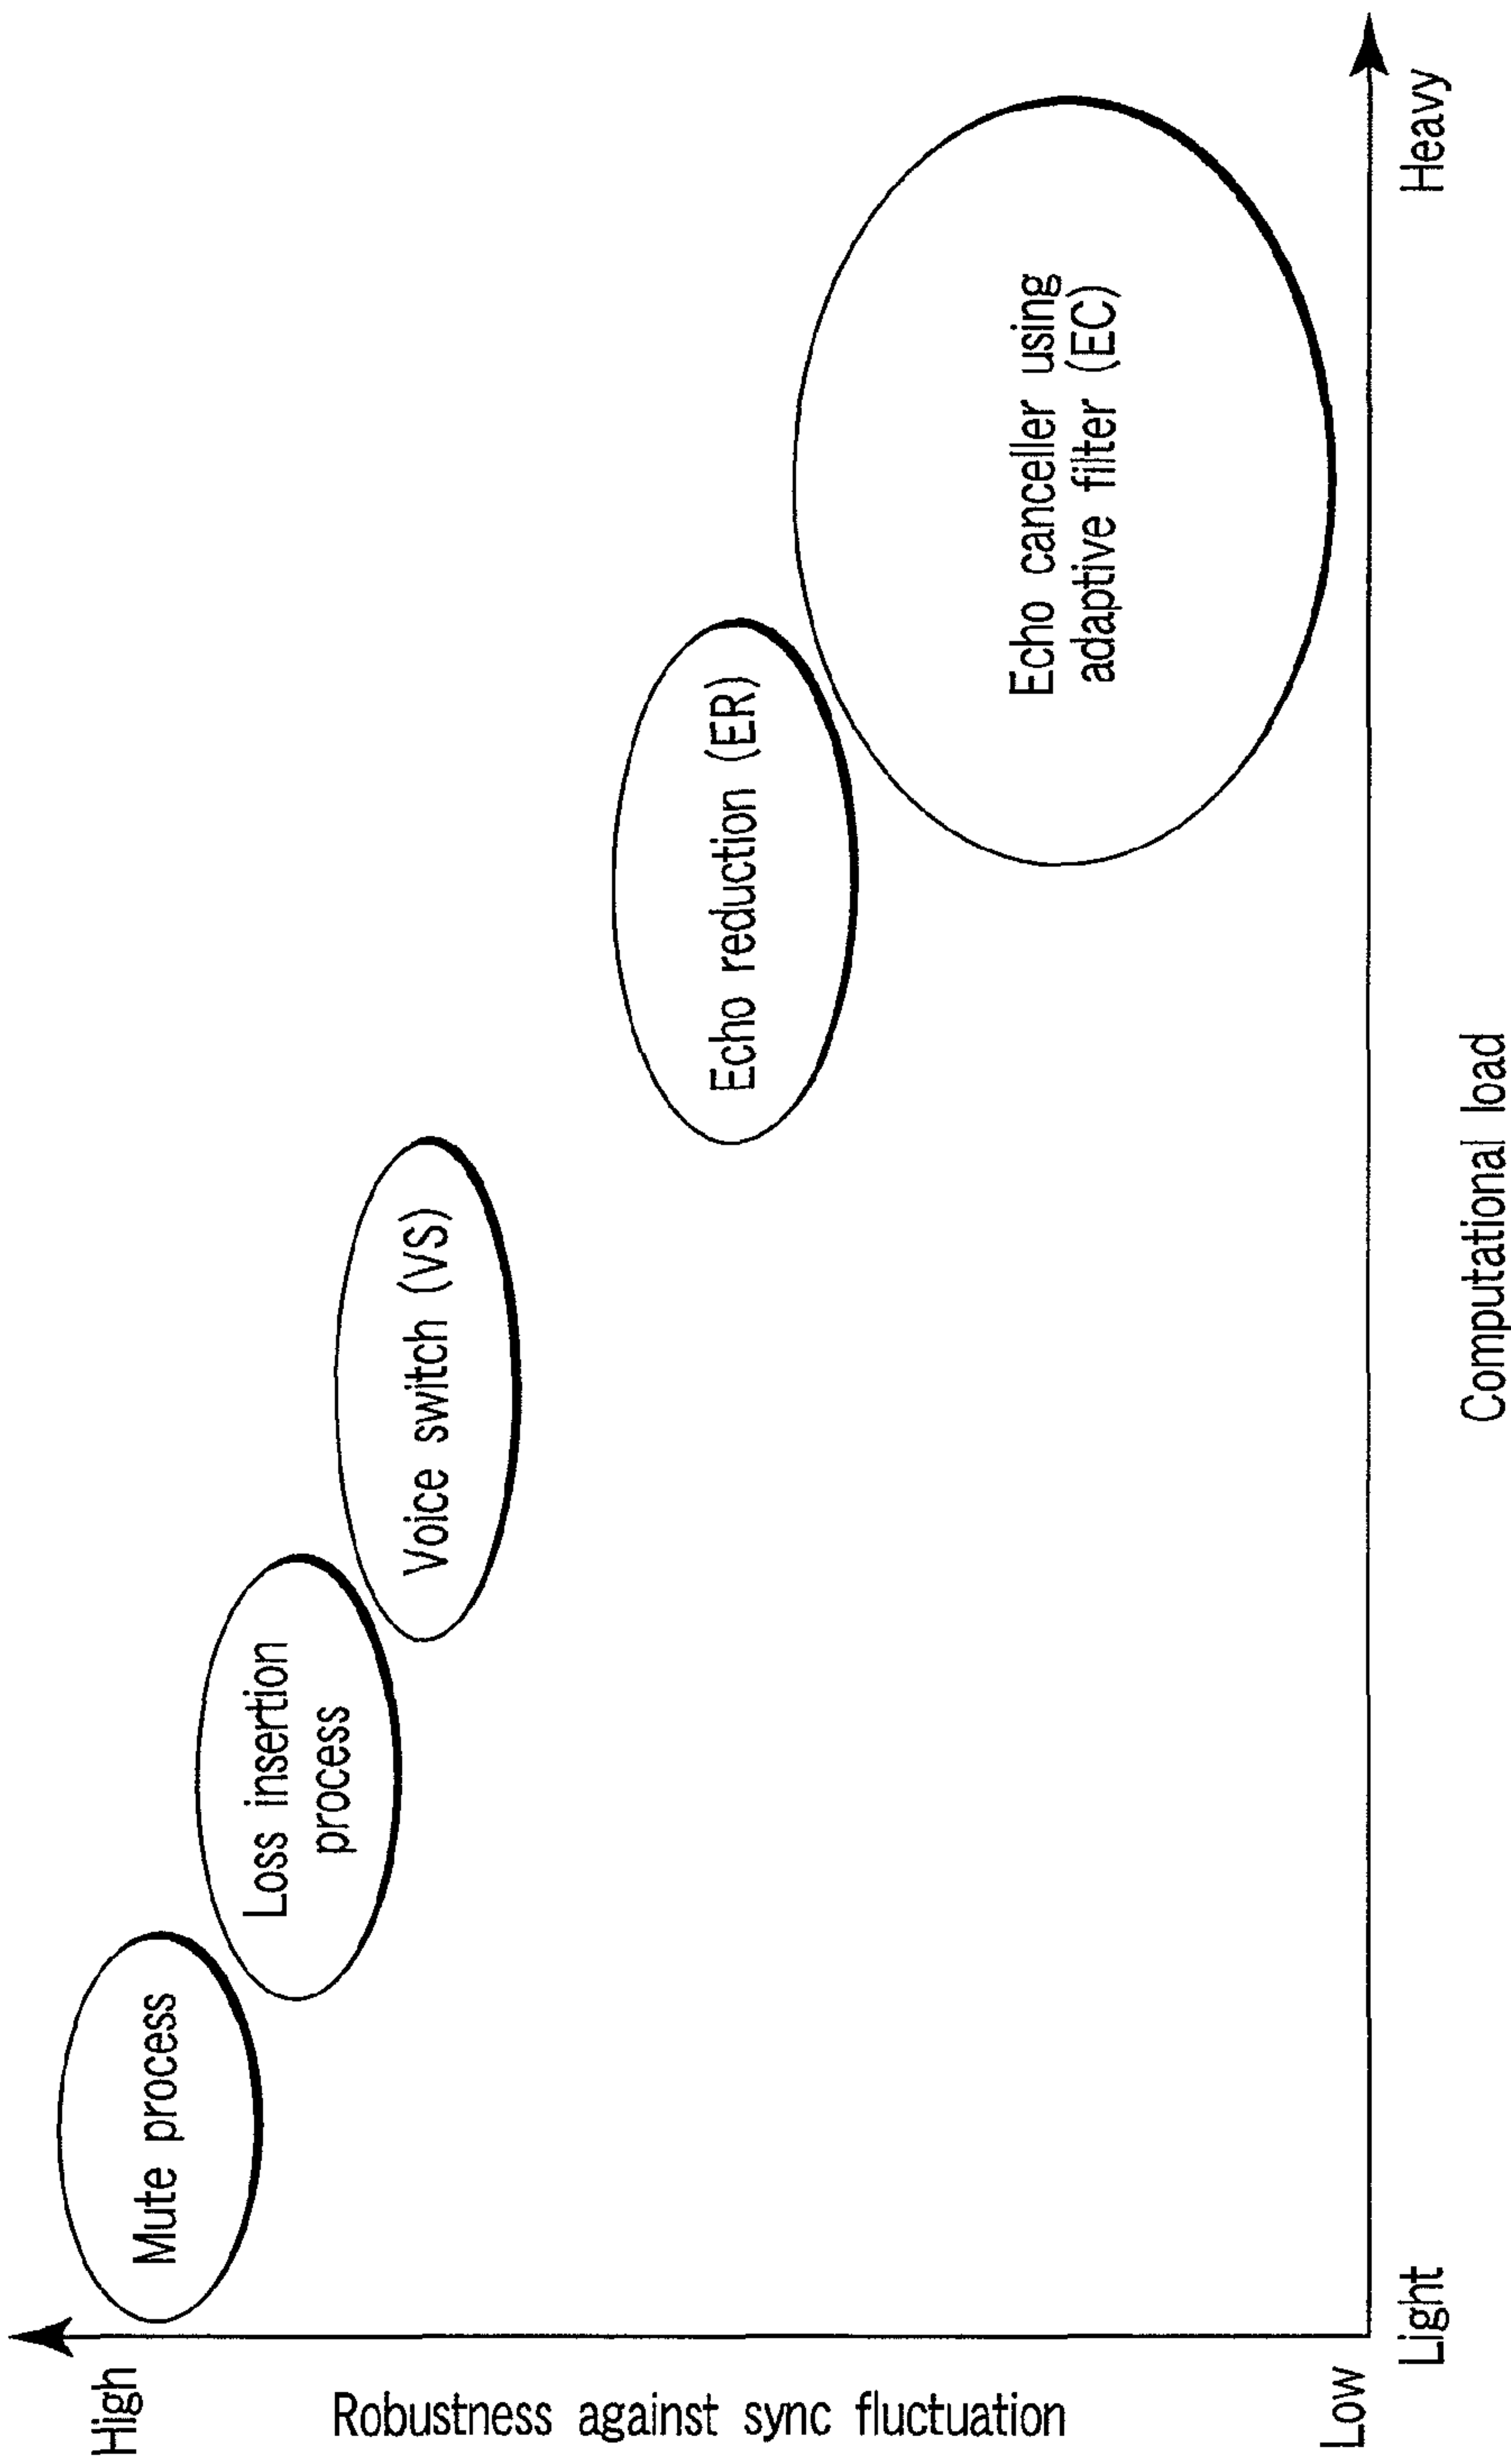 High
Robustness against sync fluctuation
Low
Mute process
Loss insertion
process
Voice switch (VS)
Echo reduction (ER)
Echo canceller using
adaptive filter (EC)
Light
Computational load
Heavy